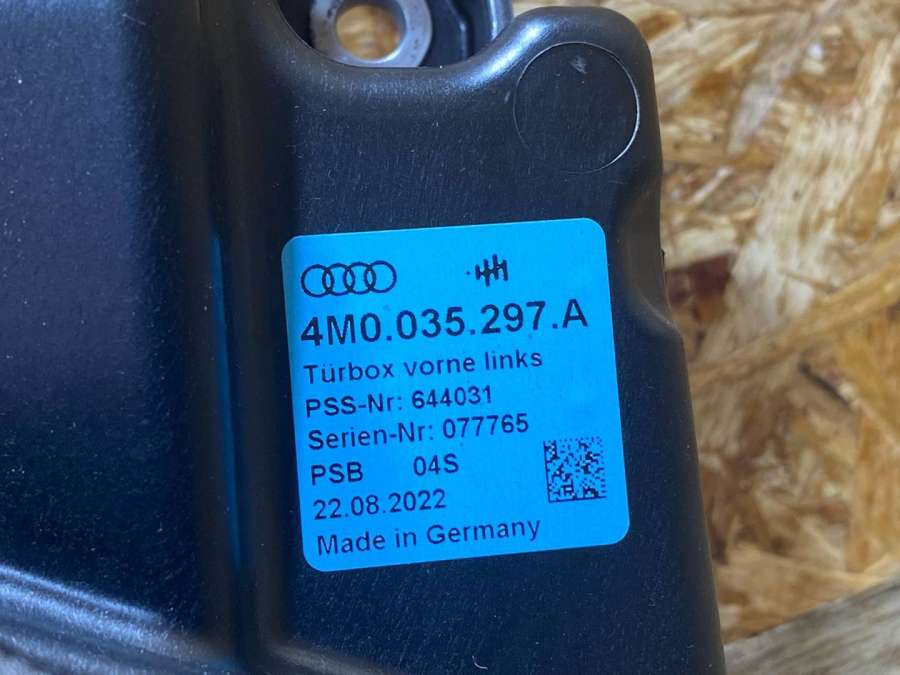 4M0.035.297.A
Türbox vorne links
PSS-Nr: 644031
Serien-Nr: 077765
PSB 04S
22.08.2022
Made in Germany